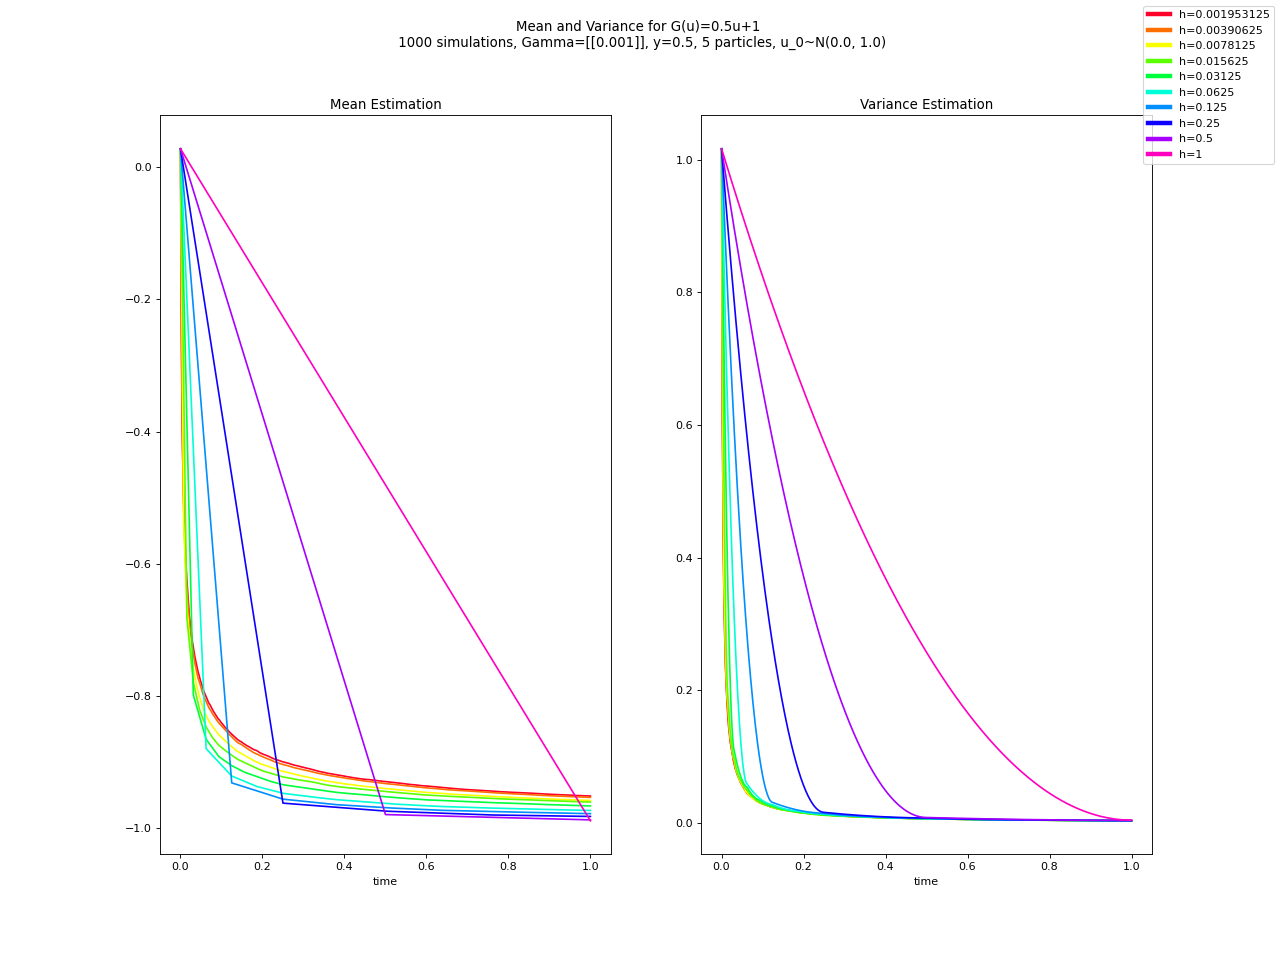 Mean and Variance for G(u)=0.5u+1
1000 simulations, Gamma=[[0.001]], y=0.5, 5 particles, u_0~N(0.0, 1.0)
h=0.001953125
h=0.00390625
h=0.0078125
h=0.015625
h=0.03125
h=0.0625
h=0.125
h=0.25
h=0.5
h=1
Mean Estimation
0.0
−0.2
−0.4
−0.6
−0.8
−1.0
0.0 0.2 0.4 0.6 0.8 1.0
time
Variance Estimation
1.0
0.8
0.6
0.4
0.2
0.0
0.0 0.2 0.4 0.6 0.8 1.0
time